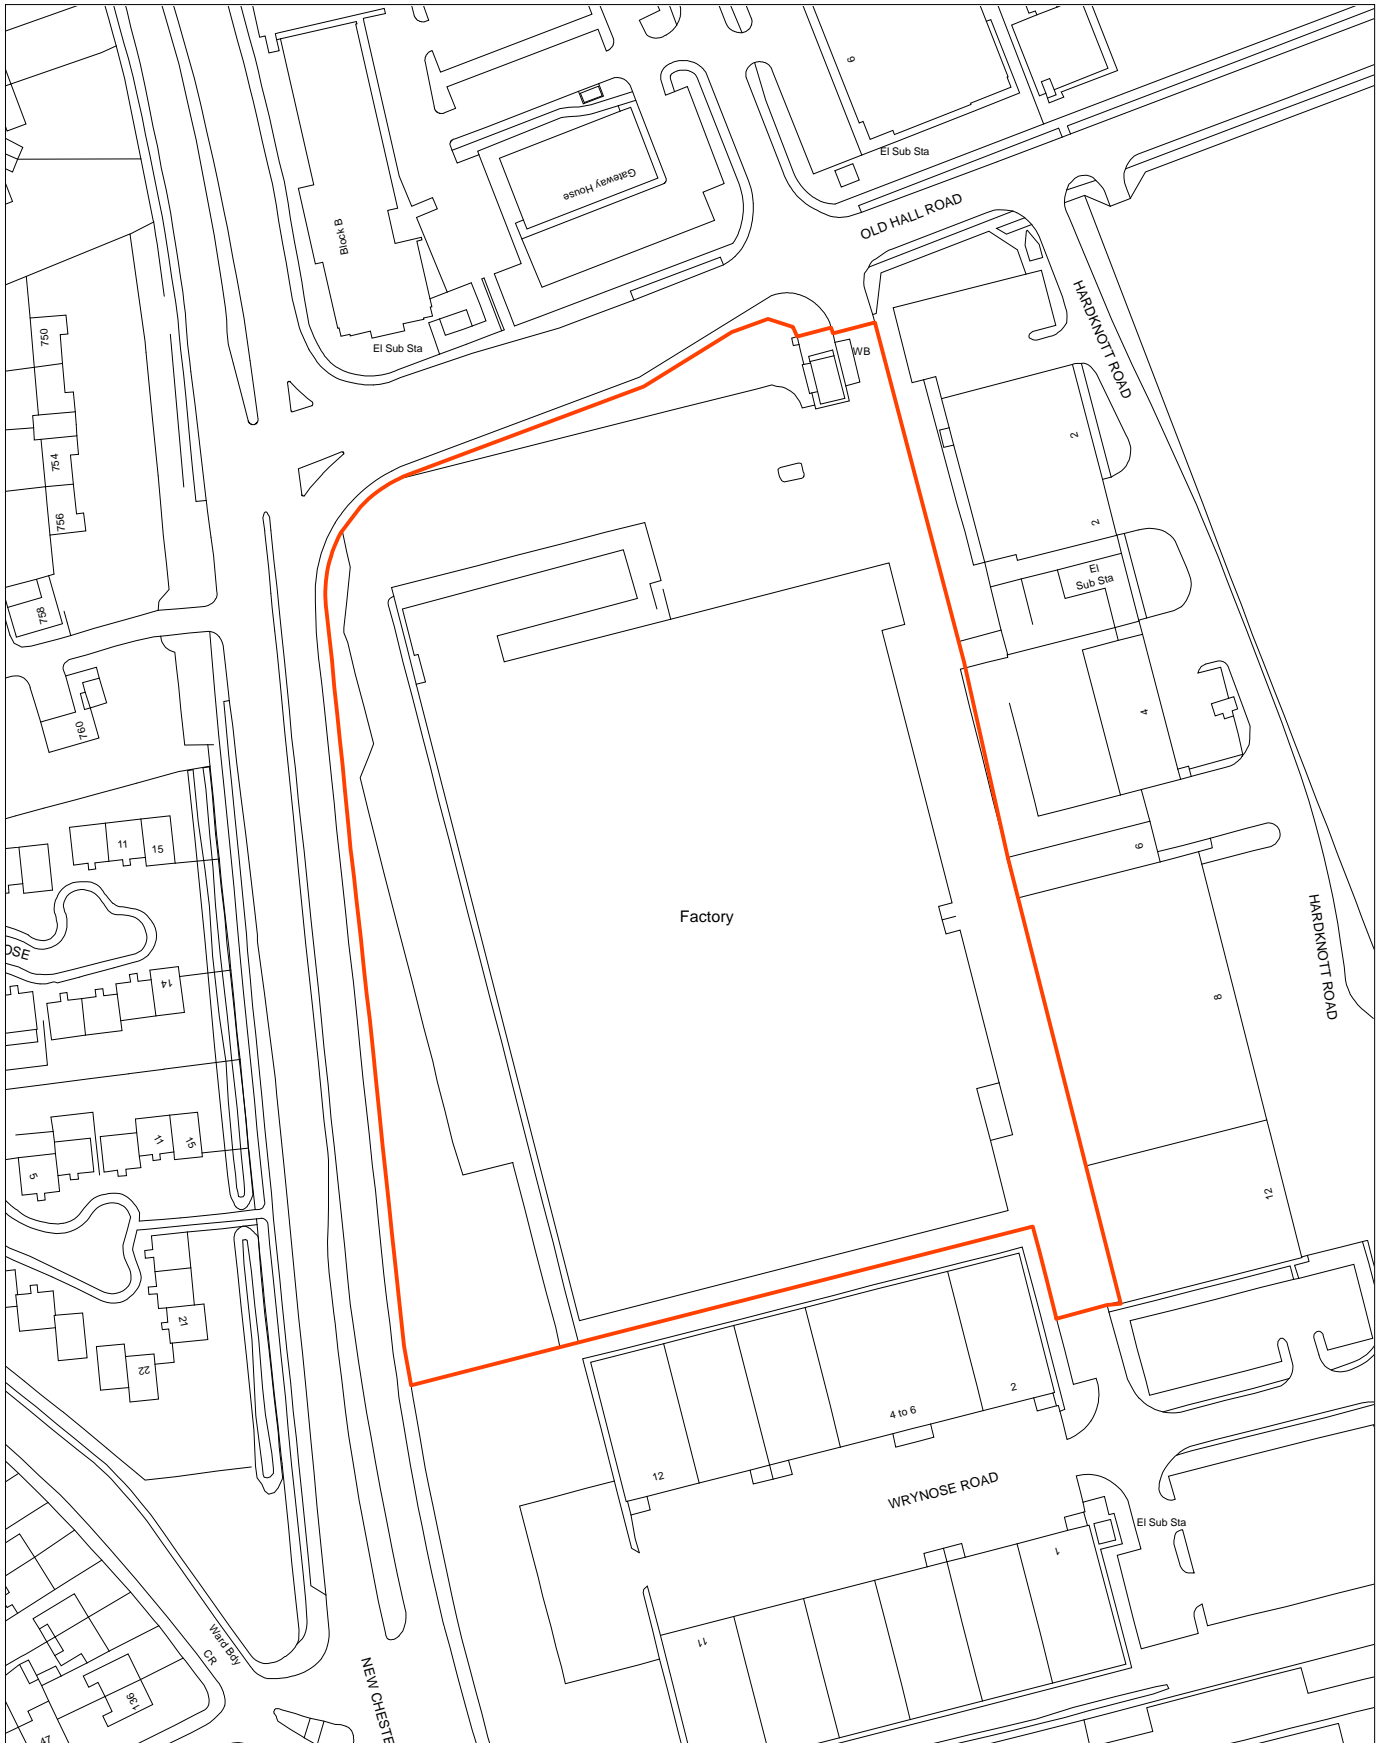 6
El Sub Sta
Gateway House
OLD HALL ROAD
Block B
HARDKNOTT ROAD
750
El Sub Sta
WB
2
754
756
2
El
Sub Sta
758
4
760
11
15
6
Factory
HARDKNOTT ROAD
OSE
14
8
11
15
5
12
21
22
2
4 to 6
12
WRYNOSE ROAD
El Sub Sta
1
11
Ward Bdy
CR
NEW CHESTE
136
47